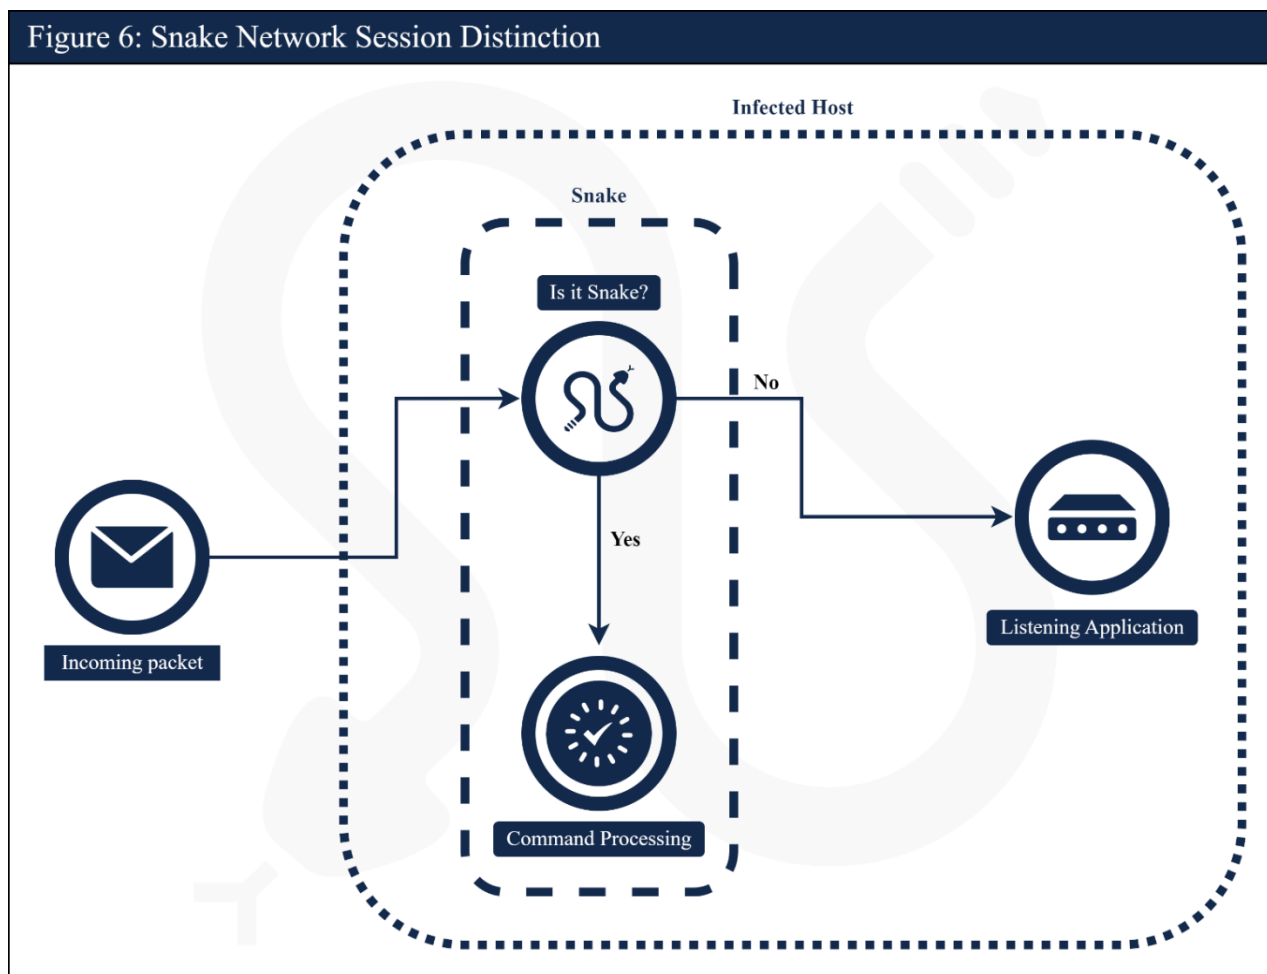 Figure 6: Snake Network Session Distinction
Infected Host
Snake
Is it Snake?
No
Yes
Incoming packet
Listening Application
Command Processing